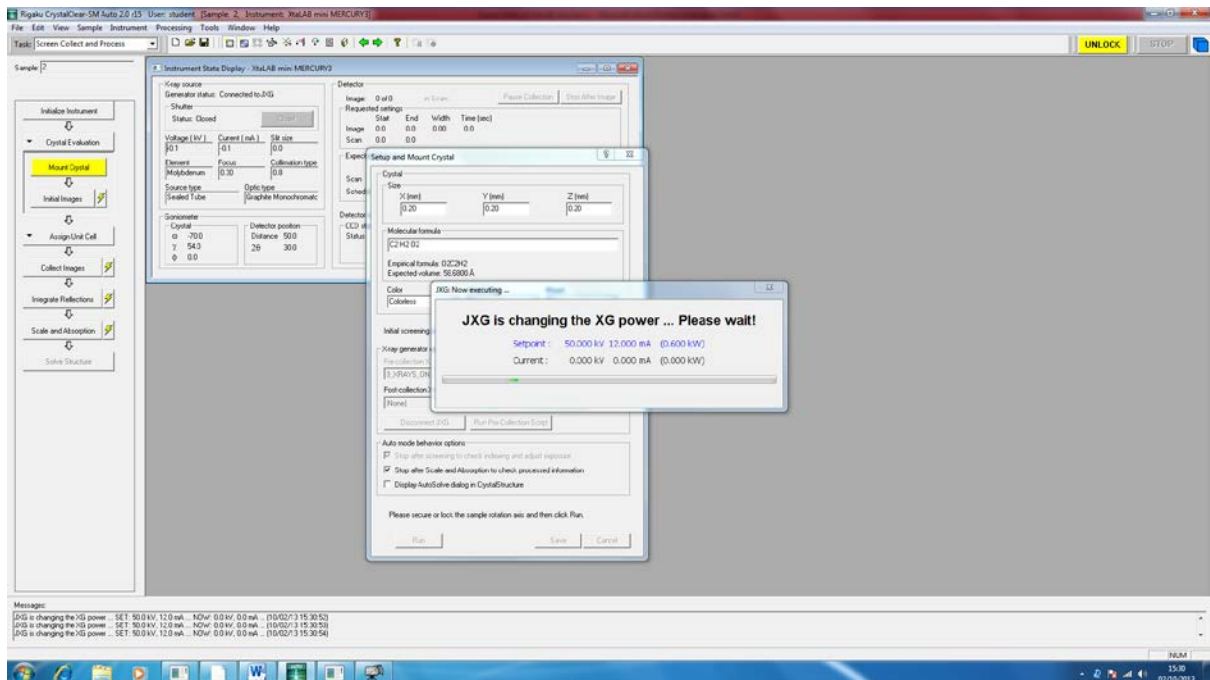 Rigaku CrystalClear-SM Auto 2.0 r15 User: student [Sample: 2, Instrument: XtaLAB mini MERCURY3]
File Edit View Sample Instrument Processing Tools Window Help
Task: Screen Collect and Process
UNLOCK STOP
Sample: 2
Initialize Instrument
Crystal Evaluation
Mount Crystal
Initial Images
Assign Unit Cell
Collect Images
Integrate Reflections
Scale and Absorption
Solve Structure
Instrument State Display - XtaLAB mini MERCURY3
X-ray source
Generator status: Connected to JXG
Shutter
Status: Closed
Voltage ( kV ) Current ( mA ) Slit size
0.1 0.1 0.0
Element Focus Collimation type
Molybdenum 0.30 0.8
Source type Optic type
Sealed Tube Graphite Monochromatc
Goniometer
Crystal Detector position
ω -70.0 Distance 50.0
χ 54.0 2θ 30.0
ϕ 0.0
Detector
Image: 0 of 0 Pause Collection Stop After Image
Requested settings
Start End Width Time (sec)
Image 0.0 0.0 0.00 0.0
Scan 0.0 0.0
Scan
Status
Setup and Mount Crystal
Crystal
Size
X (mm) Y (mm) Z (mm)
0.20 0.20 0.20
Molecular formula
C2 H2 O2
Empirical formula: O2C2H2
Expected volume: 56.6800 Å
Color
Colorless
Initial screening
X-ray generator
None
Disconnect JXG Run Pre-Collection Script
Auto mode behavior options
Stop after screening to check indexing and adjust exposure
Stop after Scale and Absorption to check processed information
Display AutoSolve dialog in CrystalStructure
Please secure or lock the sample rotation axis and then click Run.
Run Save Cancel
JXG: Now executing ...
JXG is changing the XG power ... Please wait!
Setpoint : 50.000 kV 12.000 mA (0.600 kW)
Current : 0.000 kV 0.000 mA (0.000 kW)
Messages:
JXG is changing the XG power ... SET: 50.0 kV, 12.0 mA ... NOW: 0.0 kV, 0.0 mA ... (10/02/13 15:30:52)
JXG is changing the XG power ... SET: 50.0 kV, 12.0 mA ... NOW: 0.0 kV, 0.0 mA ... (10/02/13 15:30:53)
JXG is changing the XG power ... SET: 50.0 kV, 12.0 mA ... NOW: 0.0 kV, 0.0 mA ... (10/02/13 15:30:54)
NUM
15:30
02/10/2013